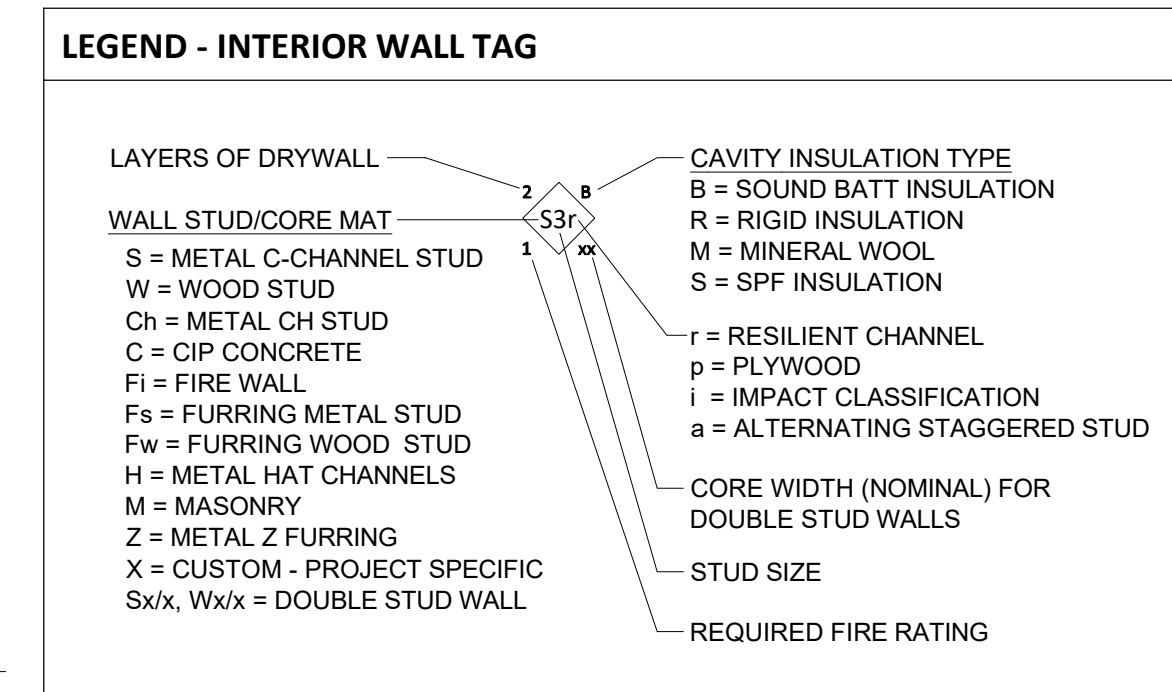 LEGEND - INTERIOR WALL TAG
LAYERS OF DRYWALL
WALL STUD/CORE MAT
S = METAL C-CHANNEL STUD
W = WOOD STUD
Ch = METAL CH STUD
C = CIP CONCRETE
Fi = FIRE WALL
Fs = FURRING METAL STUD
Fw = FURRING WOOD STUD
H = METAL HAT CHANNELS
M = MASONRY
Z = METAL Z FURRING
X = CUSTOM - PROJECT SPECIFIC
Sx/x, Wx/x = DOUBLE STUD WALL
2 B
S3r
1 xx
CAVITY INSULATION TYPE
B = SOUND BATT INSULATION
R = RIGID INSULATION
M = MINERAL WOOL
S = SPF INSULATION
r = RESILIENT CHANNEL
p = PLYWOOD
i = IMPACT CLASSIFICATION
a = ALTERNATING STAGGERED STUD
CORE WIDTH (NOMINAL) FOR
DOUBLE STUD WALLS
STUD SIZE
REQUIRED FIRE RATING